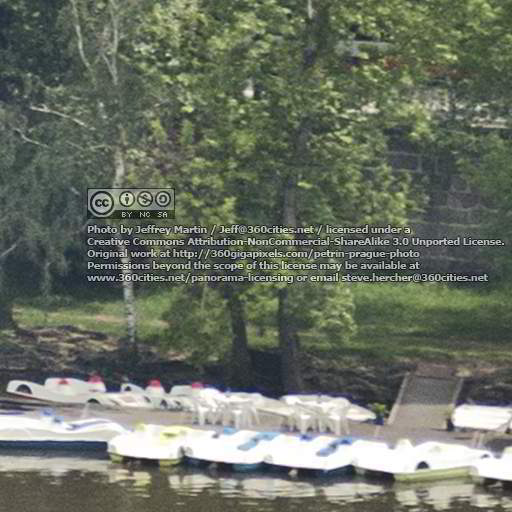 cc BY NC SA
Photo by Jeffrey Martin / Jeff@360cities.net / licensed under a
Creative Commons Attribution-NonCommercial-ShareAlike 3.0 Unported License.
Original work at http://360gigapixels.com/petrin-prague-photo
Permissions beyond the scope of this license may be available at
www.360cities.net/panorama-licensing or email steve.hercher@360cities.net